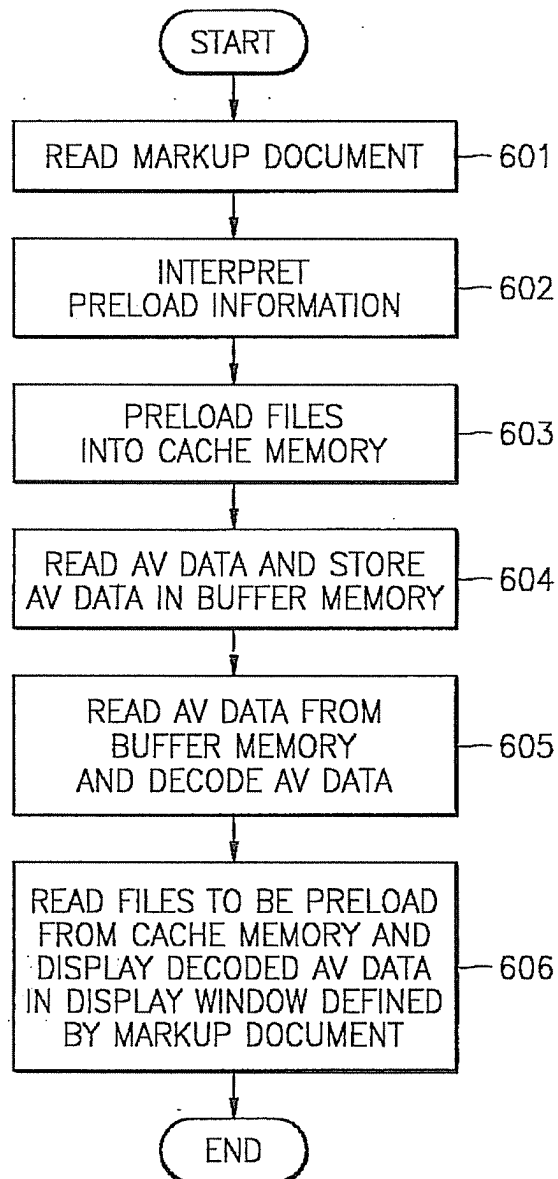 START
READ MARKUP DOCUMENT
601
INTERPRET
PRELOAD INFORMATION
602
PRELOAD FILES
INTO CACHE MEMORY
603
READ AV DATA AND STORE
AV DATA IN BUFFER MEMORY
604
READ AV DATA FROM
BUFFER MEMORY
AND DECODE AV DATA
605
READ FILES TO BE PRELOAD
FROM CACHE MEMORY AND
DISPLAY DECODED AV DATA
IN DISPLAY WINDOW DEFINED
BY MARKUP DOCUMENT
606
END